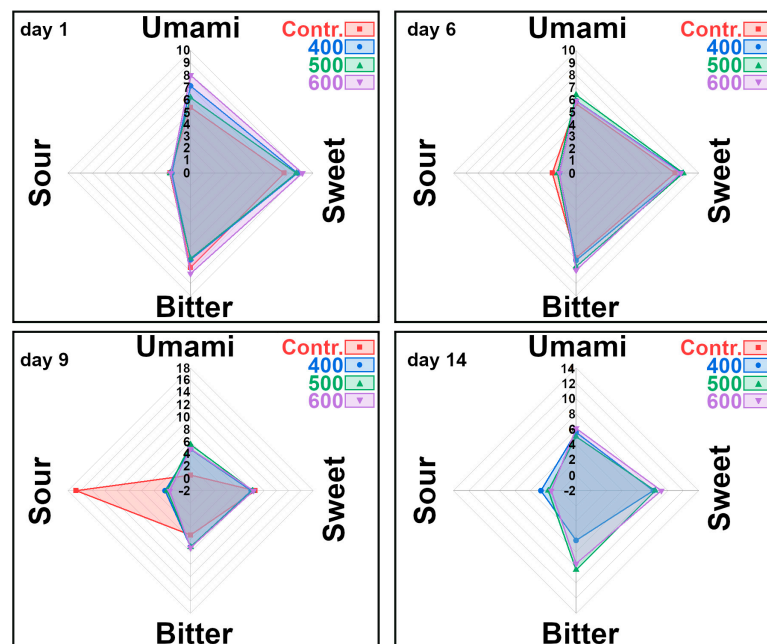 day 1
Umami
Contr.
400
500
600
10
9
8
7
6
5
4
3
2
1
0
Sour
Sweet
Bitter
day 6
Umami
Contr.
400
500
600
10
9
8
7
6
5
4
3
2
1
0
Sour
Sweet
Bitter
day 9
Umami
Contr.
400
500
600
18
16
14
12
10
8
6
4
2
0
-2
Sour
Sweet
Bitter
day 14
Umami
Contr.
400
500
600
14
12
10
8
6
4
2
0
-2
Sour
Sweet
Bitter